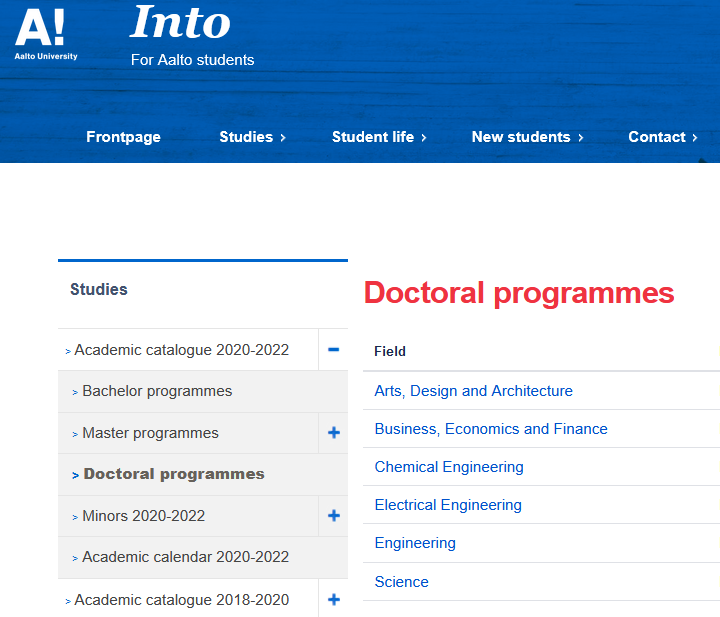 A! Into
Aalto University
For Aalto students
Frontpage Studies › Student life › New students › Contact ›
Studies
> Academic catalogue 2020-2022 −
> Bachelor programmes
> Master programmes +
> Doctoral programmes
> Minors 2020-2022 +
> Academic calendar 2020-2022
> Academic catalogue 2018-2020 +
Doctoral programmes
Field
Arts, Design and Architecture
Business, Economics and Finance
Chemical Engineering
Electrical Engineering
Engineering
Science